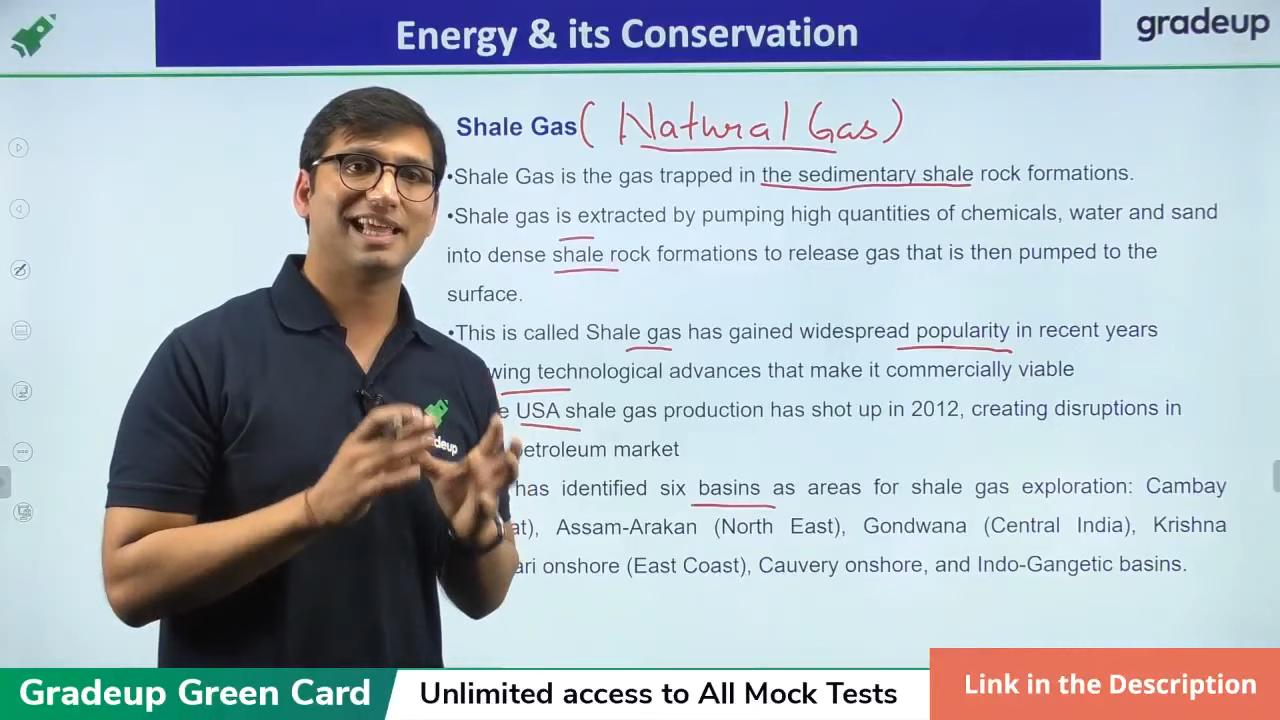 Energy & its Conservation
gradeup
Shale Gas ( Natural Gas )
•Shale Gas is the gas trapped in the sedimentary shale rock formations.
•Shale gas is extracted by pumping high quantities of chemicals, water and sand
into dense shale rock formations to release gas that is then pumped to the
surface.
•This is called Shale gas has gained widespread popularity in recent years
wing technological advances that make it commercially viable
e USA shale gas production has shot up in 2012, creating disruptions in
petroleum market
has identified six basins as areas for shale gas exploration: Cambay
at), Assam-Arakan (North East), Gondwana (Central India), Krishna
ari onshore (East Coast), Cauvery onshore, and Indo-Gangetic basins.
deup
Gradeup Green Card
Unlimited access to All Mock Tests
Link in the Description